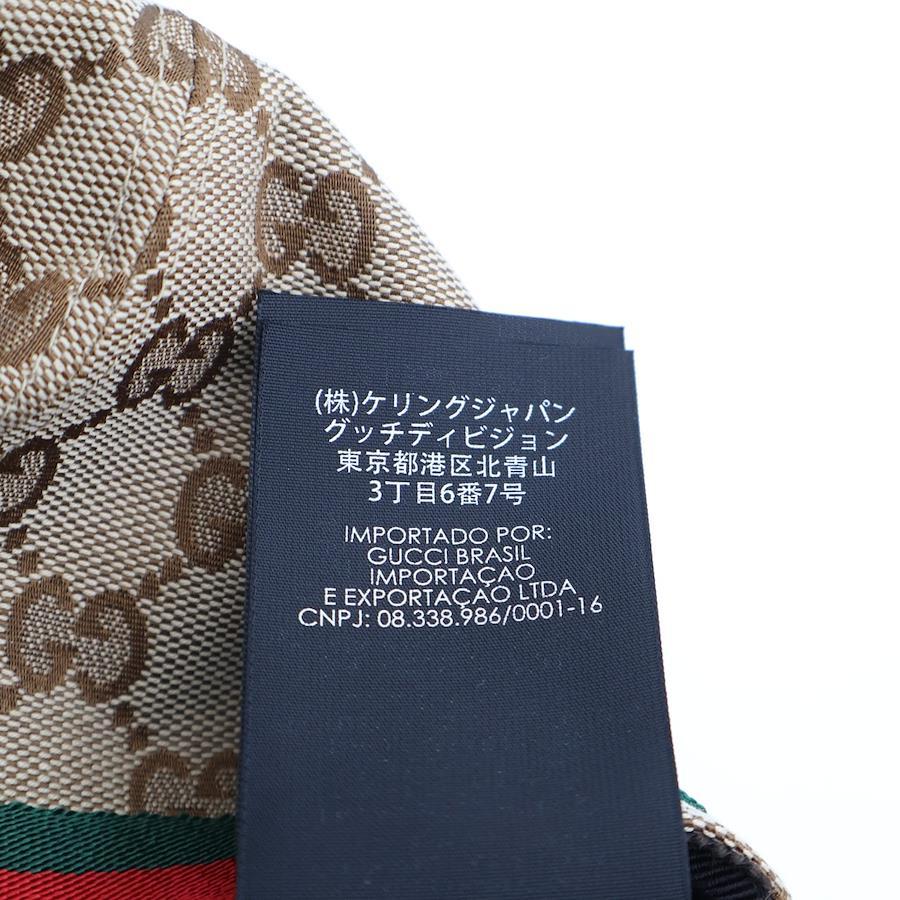 (株)ケリングジャパン
グッチディビジョン
東京都港区北青山
3丁目6番7号
IMPORTADO POR:
GUCCI BRASIL
IMPORTAÇAO
E EXPORTAÇAO LTDA
CNPJ: 08.338.986/0001-16